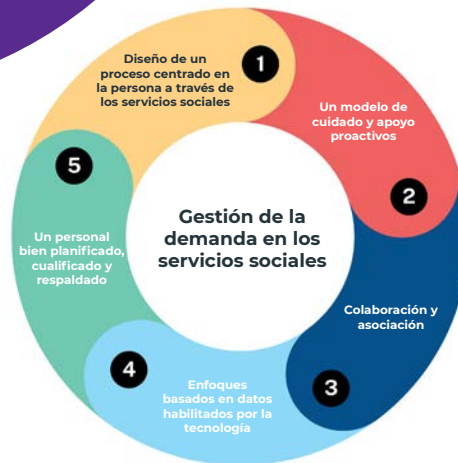 Diseño de un
proceso centrado en
la persona a través de
los servicios sociales
1
Un modelo de
cuidado y apoyo
proactivos
2
Colaboración y
asociación
3
Enfoques
basados en datos
habilitados por la
tecnología
4
Un personal
bien planificado,
cualificado y
respaldado
5
Gestión de la
demanda en los
servicios sociales